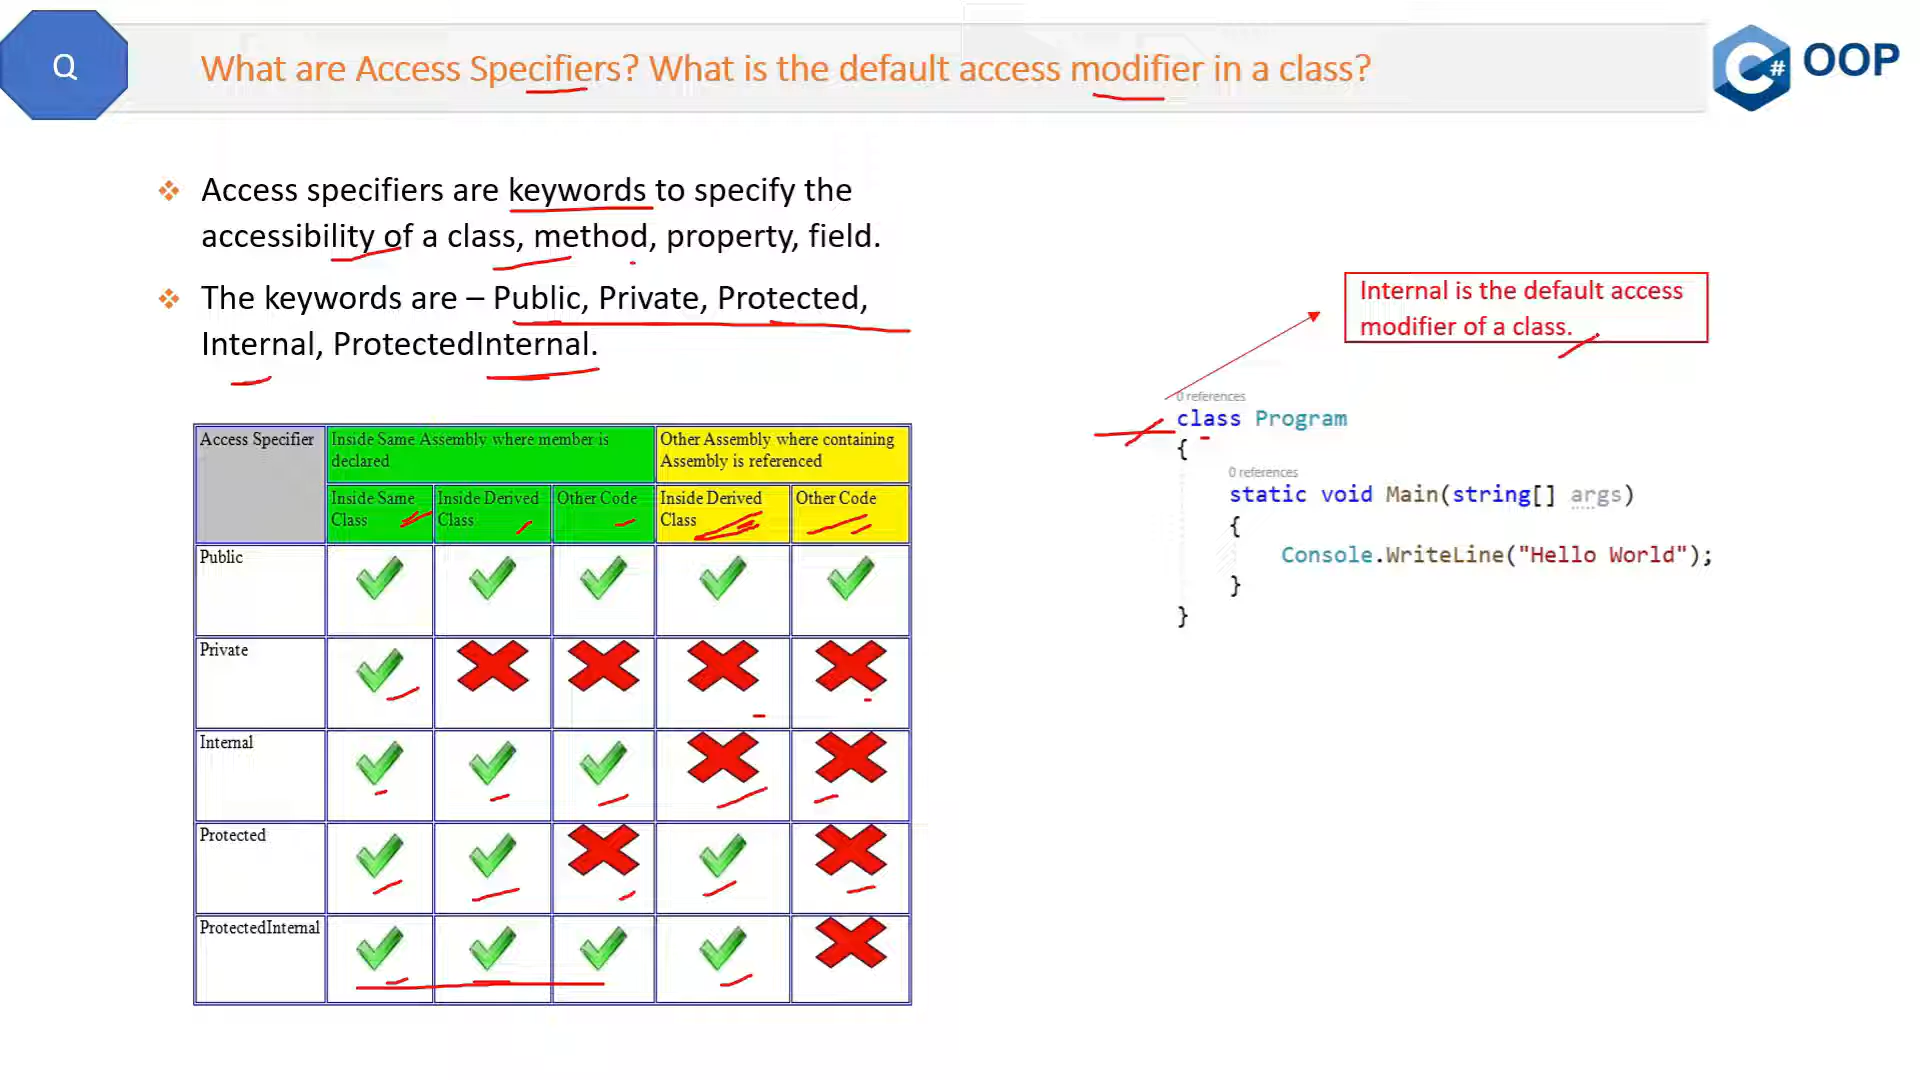 Q
What are Access Specifiers? What is the default access modifier in a class?
C# OOP
❖ Access specifiers are keywords to specify the
accessibility of a class, method, property, field.
❖ The keywords are – Public, Private, Protected,
Internal, ProtectedInternal.
Access Specifier
Inside Same Assembly where member is
declared
Other Assembly where containing
Assembly is referenced
Inside Same
Class
Inside Derived
Class
Other Code
Inside Derived
Class
Other Code
Public
Private
Internal
Protected
ProtectedInternal
Internal is the default access
modifier of a class.
0 references
class Program
{
0 references
static void Main(string[] args)
{
Console.WriteLine("Hello World");
}
}